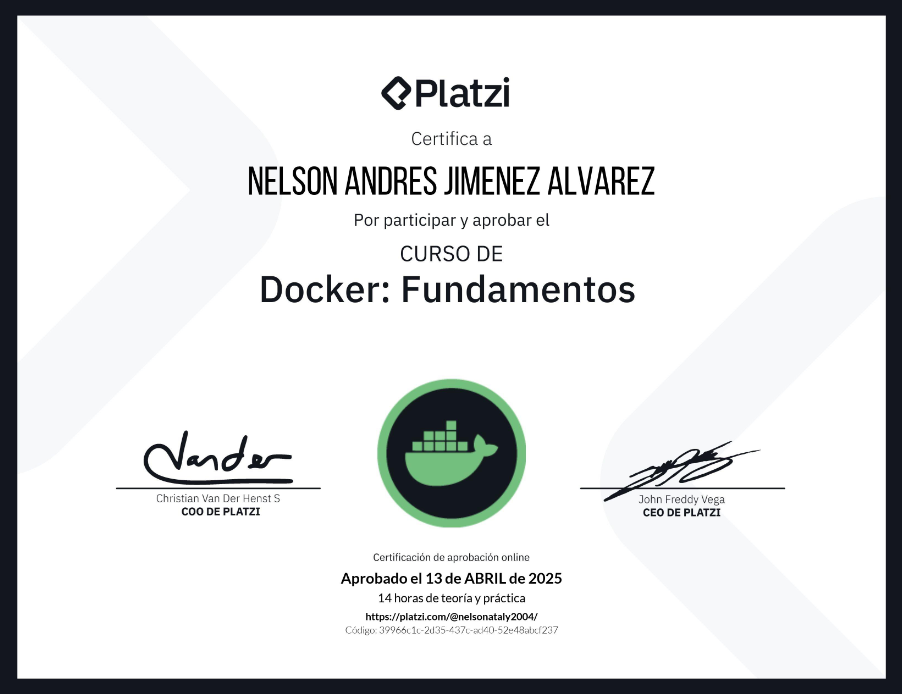 Platzi
Certifica a
NELSON ANDRES JIMENEZ ALVAREZ
Por participar y aprobar el
CURSO DE
Docker: Fundamentos
Vander
Christian Van Der Henst S
COO DE PLATZI
John Freddy Vega
CEO DE PLATZI
Certificación de aprobación online
Aprobado el 13 de ABRIL de 2025
14 horas de teoría y práctica
https://platzi.com/@nelsonataly2004/
Código: 39966c1c-2d35-437c-ad40-52e48abcf237